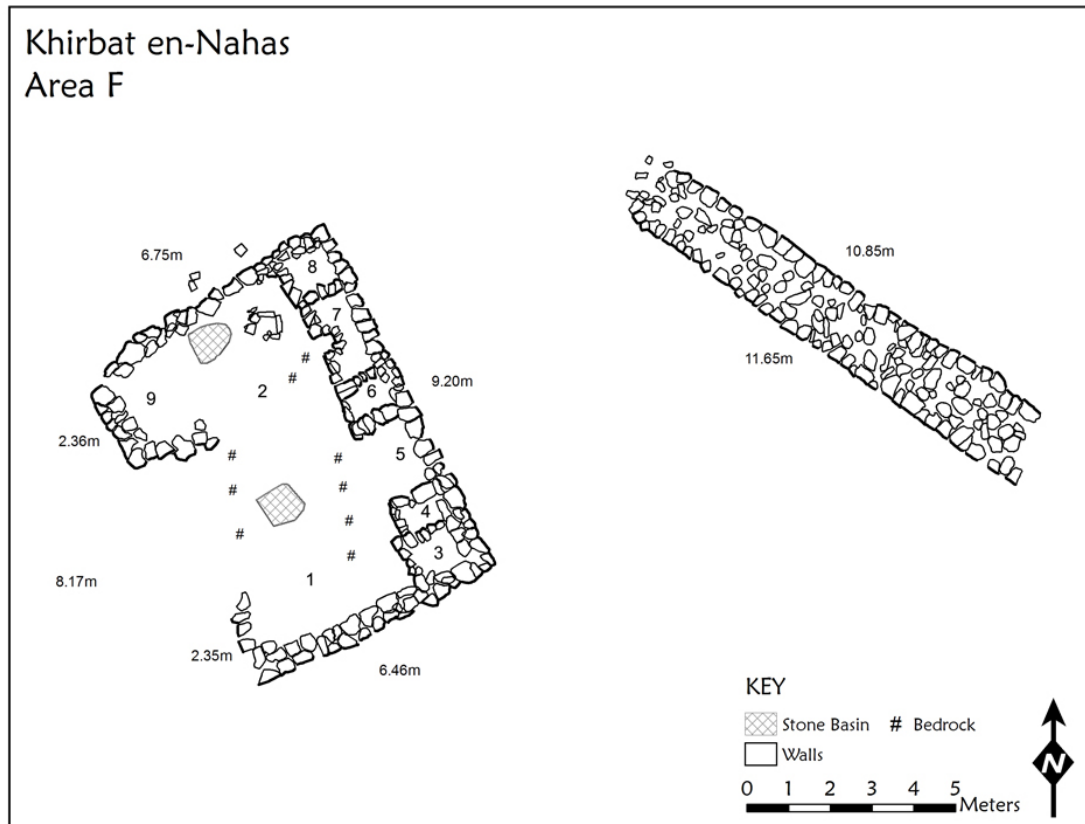 Khirbat en-Nahas
Area F
6.75m
10.85m
8
7
11.65m
9.20m
9
2
6
2.36m
#
#
#
#
5
#
#
4
#
#
3
#
8.17m
1
2.35m
6.46m
KEY
Stone Basin # Bedrock
Walls
0 1 2 3 4 5
Meters
N